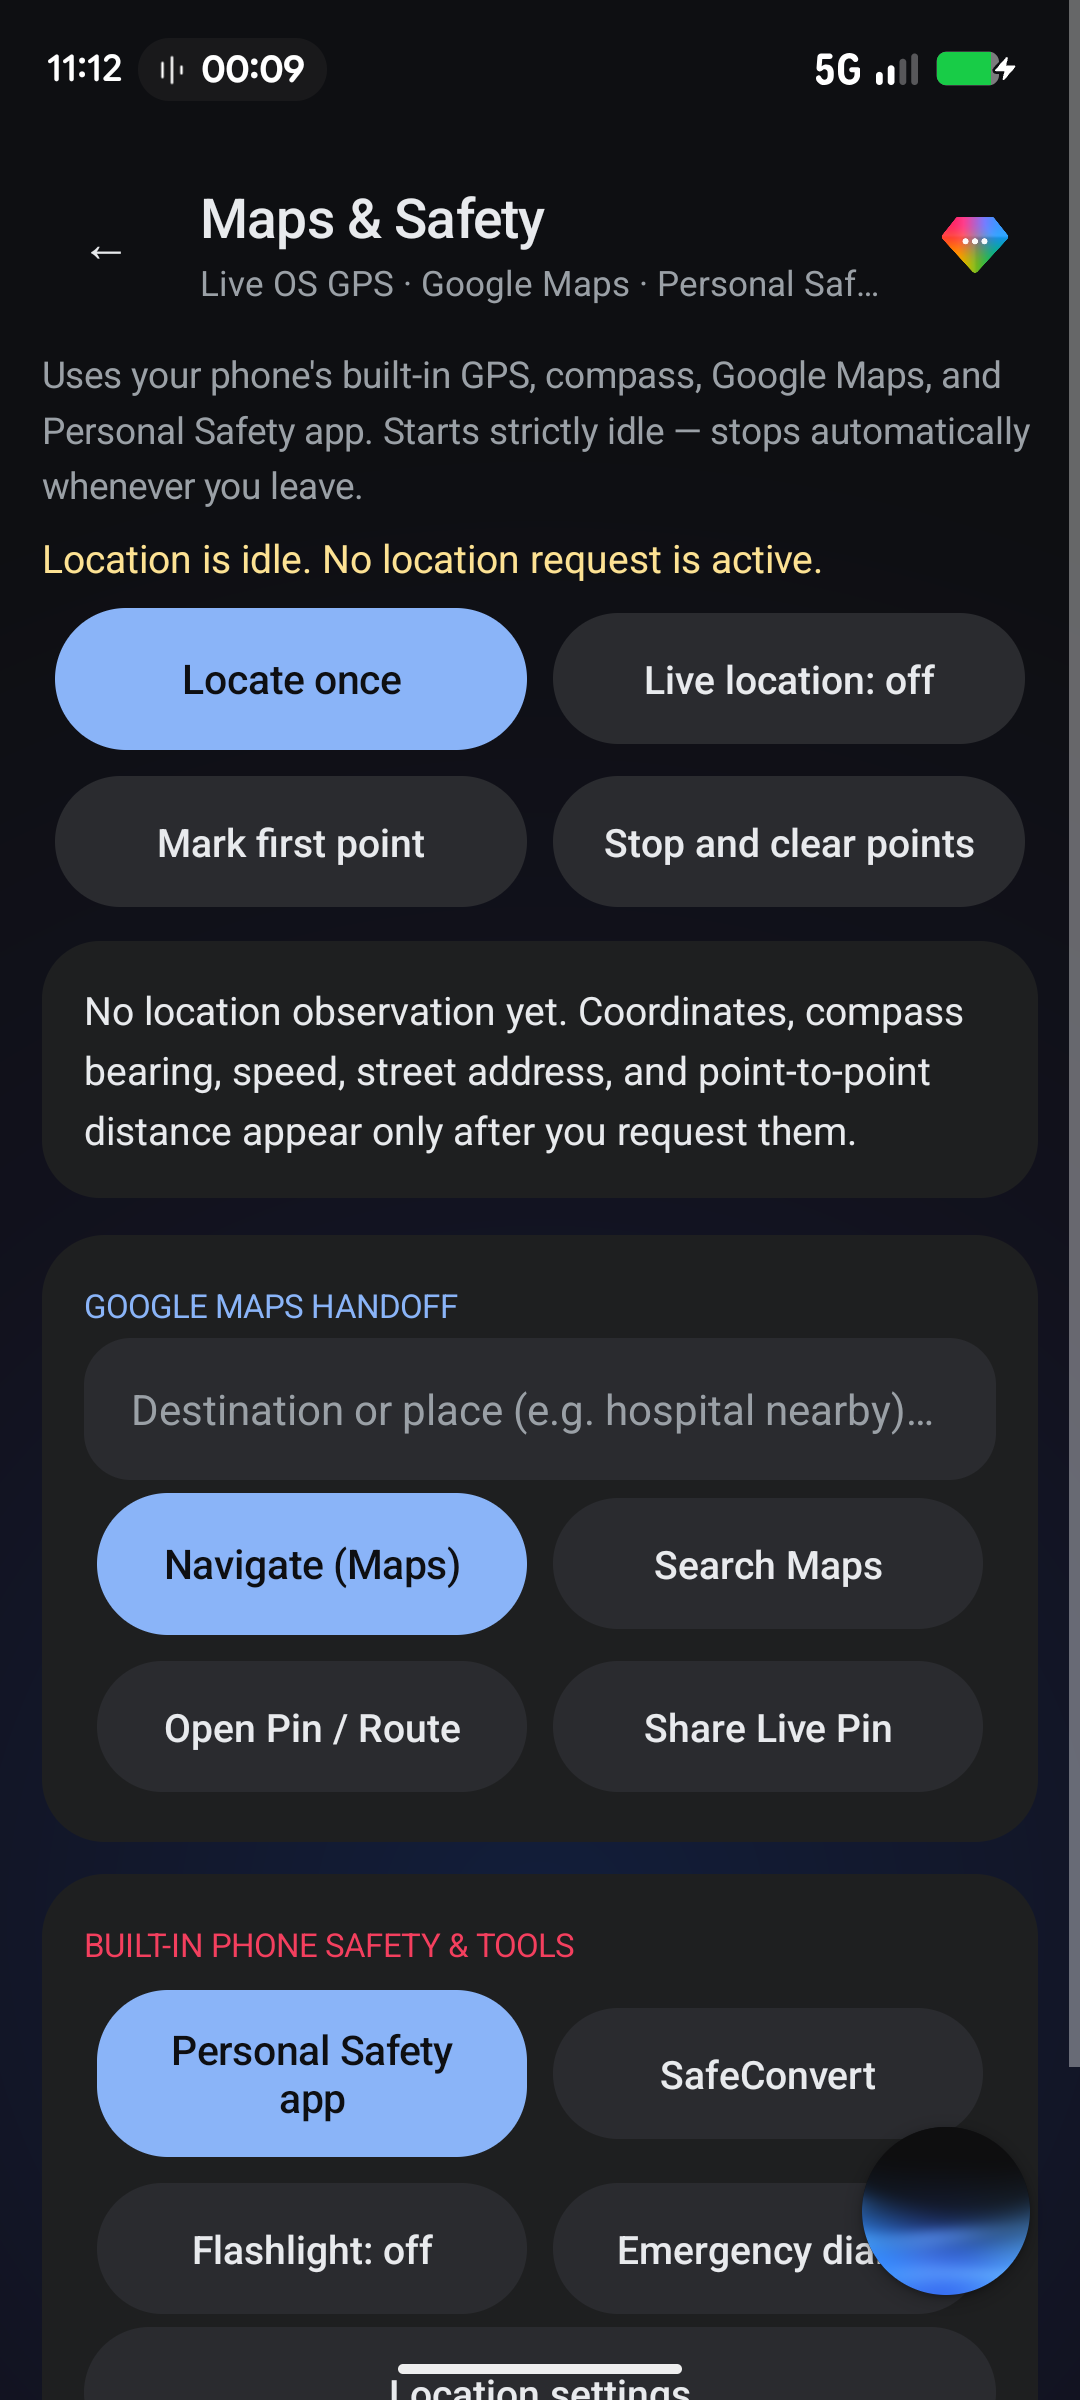 11:12 00:09 5G
Maps & Safety
Live OS GPS · Google Maps · Personal Saf...
Uses your phone's built-in GPS, compass, Google Maps, and
Personal Safety app. Starts strictly idle — stops automatically
whenever you leave.
Location is idle. No location request is active.
Locate once
Live location: off
Mark first point
Stop and clear points
No location observation yet. Coordinates, compass
bearing, speed, street address, and point-to-point
distance appear only after you request them.
GOOGLE MAPS HANDOFF
Destination or place (e.g. hospital nearby)...
Navigate (Maps)
Search Maps
Open Pin / Route
Share Live Pin
BUILT-IN PHONE SAFETY & TOOLS
Personal Safety
app
SafeConvert
Flashlight: off
Emergency
Location settings